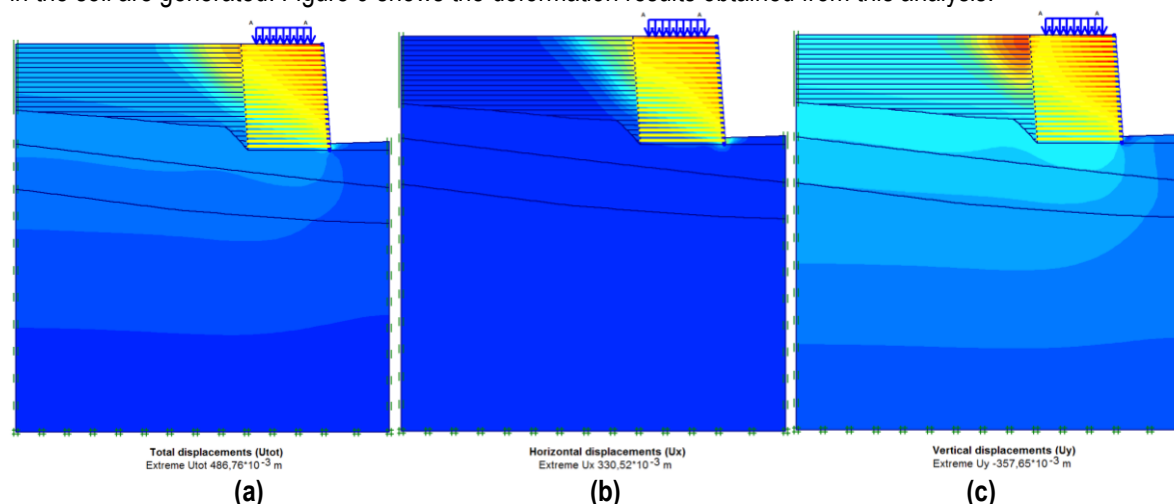 in the soil are generated. Figure 6 shows the deformation results obtained from this analysis.
A A
A A
A A
Total displacements (Utot)
Extreme Utot 486,76*10-3 m
Horizontal displacements (Ux)
Extreme Ux 330,52*10-3 m
Vertical displacements (Uy)
Extreme Uy -357,65*10-3 m
(a)
(b)
(c)